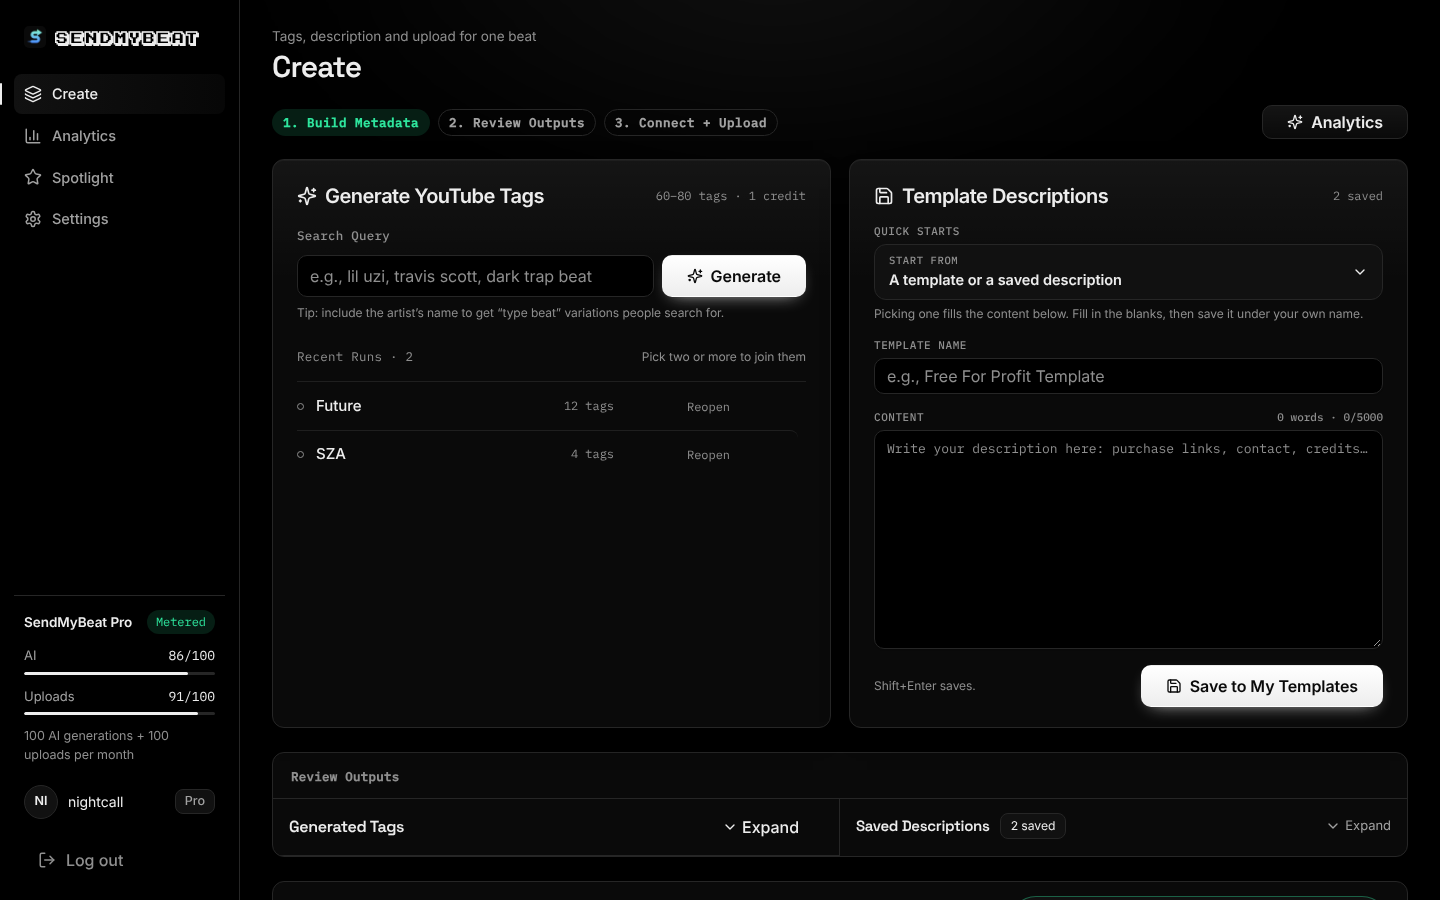 SENDMYBEAT
Create
Analytics
Spotlight
Settings
SendMyBeat Pro
Metered
AI
86/100
Uploads
91/100
100 AI generations + 100
uploads per month
NI
nightcall
Pro
Log out
Tags, description and upload for one beat
Create
1. Build Metadata
2. Review Outputs
3. Connect + Upload
Analytics
Generate YouTube Tags
60–80 tags · 1 credit
Search Query
e.g., lil uzi, travis scott, dark trap beat
Generate
Tip: include the artist’s name to get “type beat” variations people search for.
Recent Runs · 2
Pick two or more to join them
Future
12 tags
Reopen
SZA
4 tags
Reopen
Template Descriptions
2 saved
QUICK STARTS
START FROM
A template or a saved description
Picking one fills the content below. Fill in the blanks, then save it under your own name.
TEMPLATE NAME
e.g., Free For Profit Template
CONTENT
0 words · 0/5000
Write your description here: purchase links, contact, credits…
Shift+Enter saves.
Save to My Templates
Review Outputs
Generated Tags
Expand
Saved Descriptions
2 saved
Expand